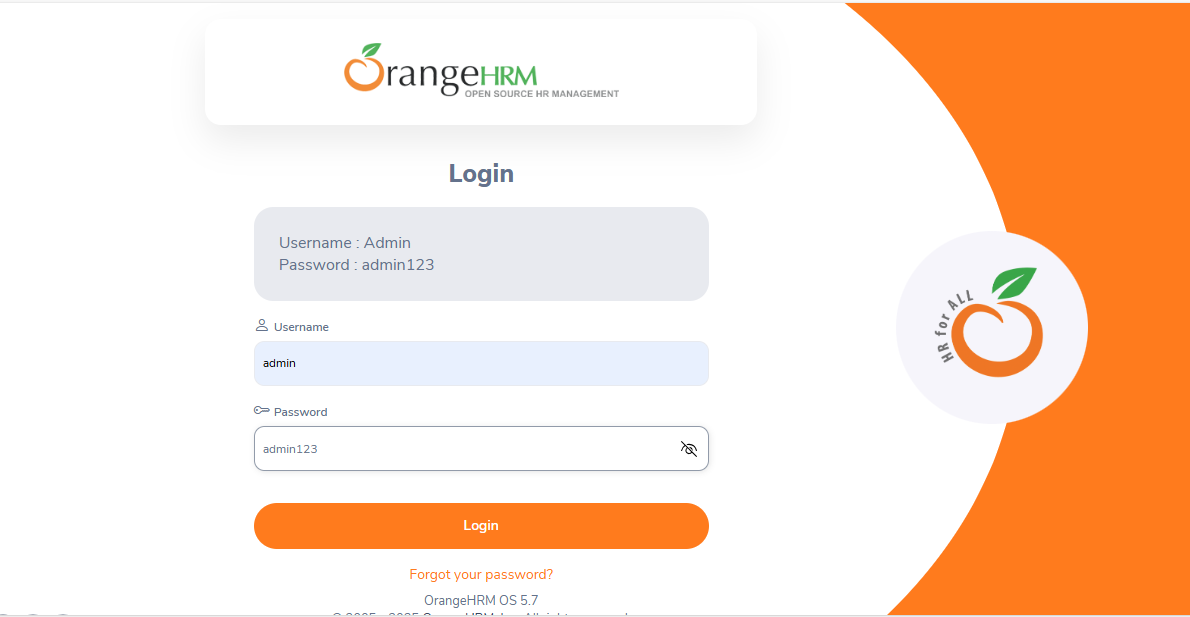 OrangeHRM
OPEN SOURCE HR MANAGEMENT
Login
Username : Admin
Password : admin123
Username
admin
Password
admin123
Login
Forgot your password?
OrangeHRM OS 5.7
HR for ALL